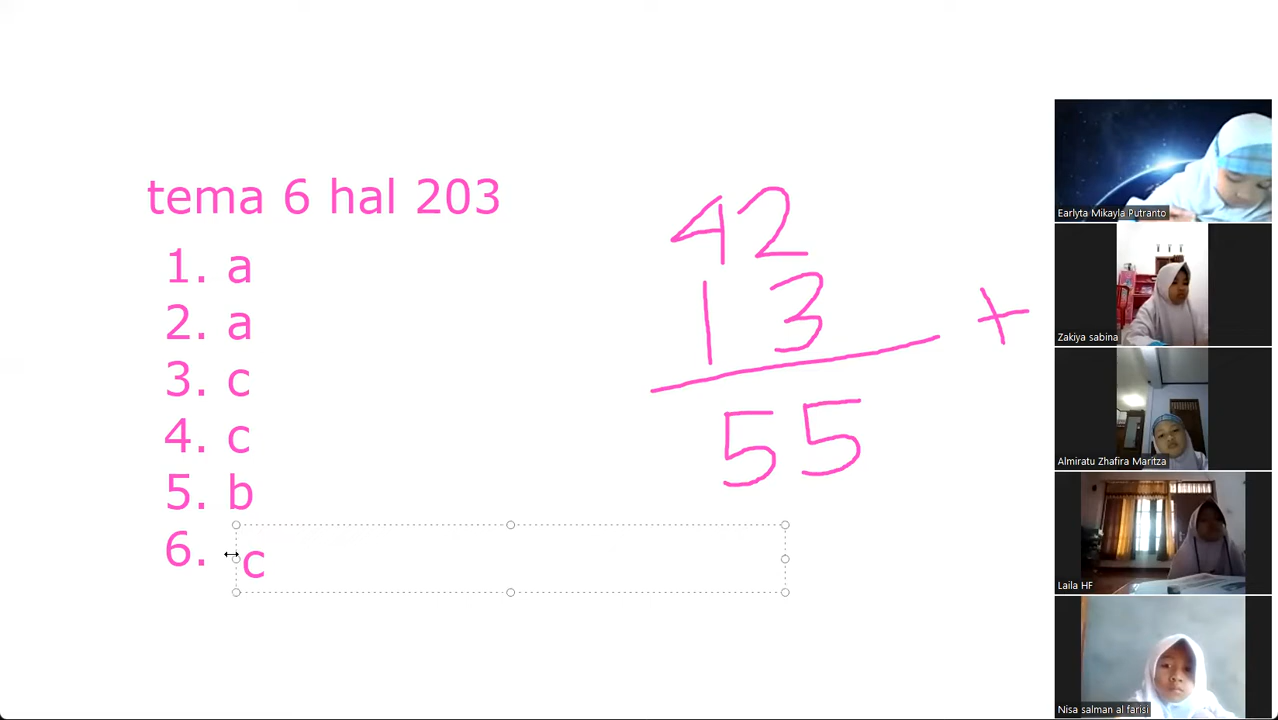 tema 6 hal 203
1. a
2. a
3. c
4. c
5. b
6. c
42
13 +
55
Earlyta Mikayla Putranto
Zakiya sabina
Almiratu Zhafira Maritza
Laila HF
Nisa salman al farisi